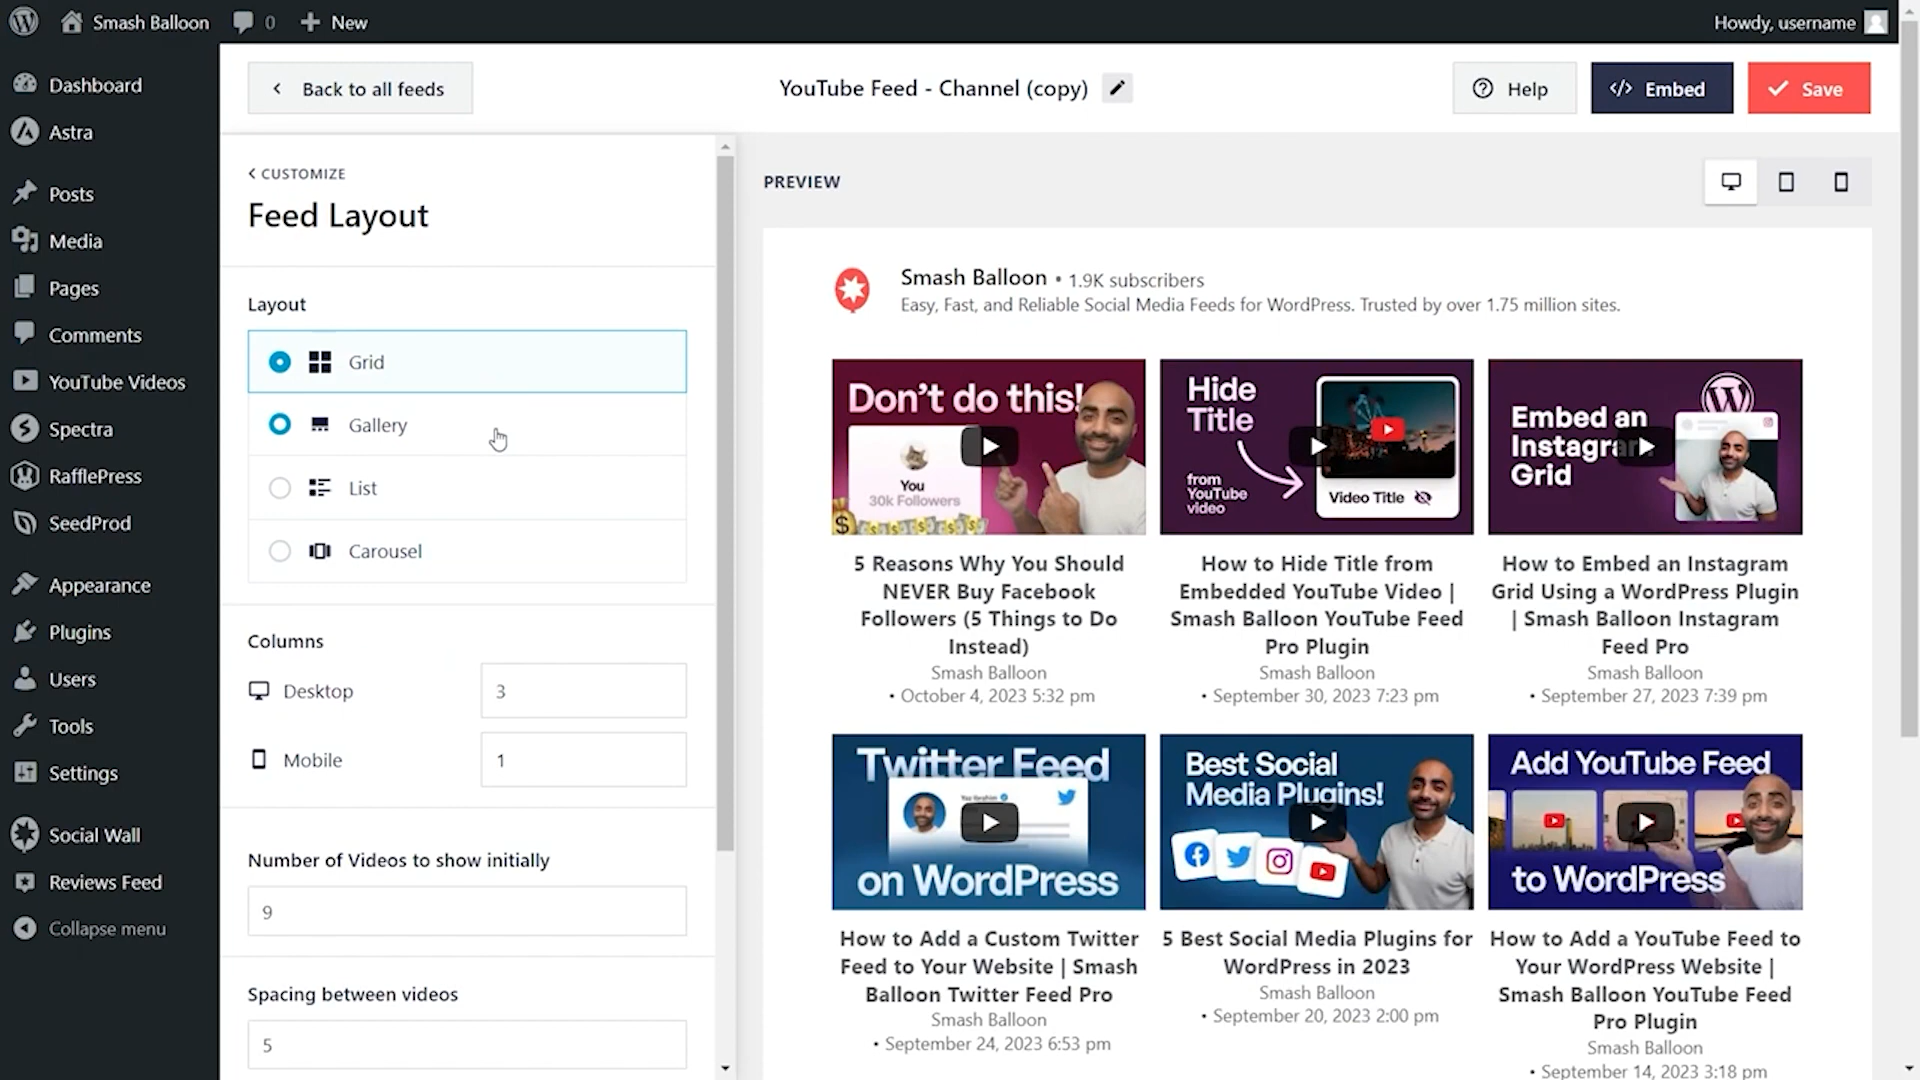 Smash Balloon
0
New
Howdy, username
Dashboard
Astra
Posts
Media
Pages
Comments
YouTube Videos
Spectra
RafflePress
SeedProd
Appearance
Plugins
Users
Tools
Settings
Social Wall
Reviews Feed
Collapse menu
Back to all feeds
YouTube Feed - Channel (copy)
Help
Embed
Save
CUSTOMIZE
Feed Layout
Layout
Grid
Gallery
List
Carousel
Columns
Desktop
3
Mobile
1
Number of Videos to show initially
9
Spacing between videos
5
PREVIEW
Smash Balloon • 1.9K subscribers
Easy, Fast, and Reliable Social Media Feeds for WordPress. Trusted by over 1.75 million sites.
Don't do this!
You
30k Followers
5 Reasons Why You Should
NEVER Buy Facebook
Followers (5 Things to Do
Instead)
Smash Balloon
• October 4, 2023 5:32 pm
Hide
Title
from
YouTube
video
Video Title
How to Hide Title from
Embedded YouTube Video |
Smash Balloon YouTube Feed
Pro Plugin
Smash Balloon
• September 30, 2023 7:23 pm
Embed an
Instagram
Grid
How to Embed an Instagram
Grid Using a WordPress Plugin
| Smash Balloon Instagram
Feed Pro
Smash Balloon
• September 27, 2023 7:39 pm
Twitter Feed
on WordPress
How to Add a Custom Twitter
Feed to Your Website | Smash
Balloon Twitter Feed Pro
Smash Balloon
• September 24, 2023 6:53 pm
Best Social
Media Plugins!
5 Best Social Media Plugins for
WordPress in 2023
Smash Balloon
• September 20, 2023 2:00 pm
Add YouTube Feed
to WordPress
How to Add a YouTube Feed to
Your WordPress Website |
Smash Balloon YouTube Feed
Pro Plugin
Smash Balloon
• September 14, 2023 3:18 pm